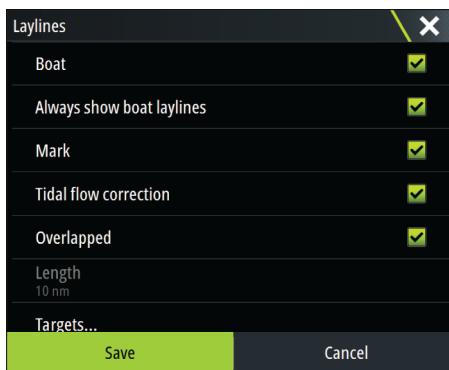 Laylines
Boat
Always show boat laylines
Mark
Tidal flow correction
Overlapped
Length
10 nm
Targets...
Save
Cancel